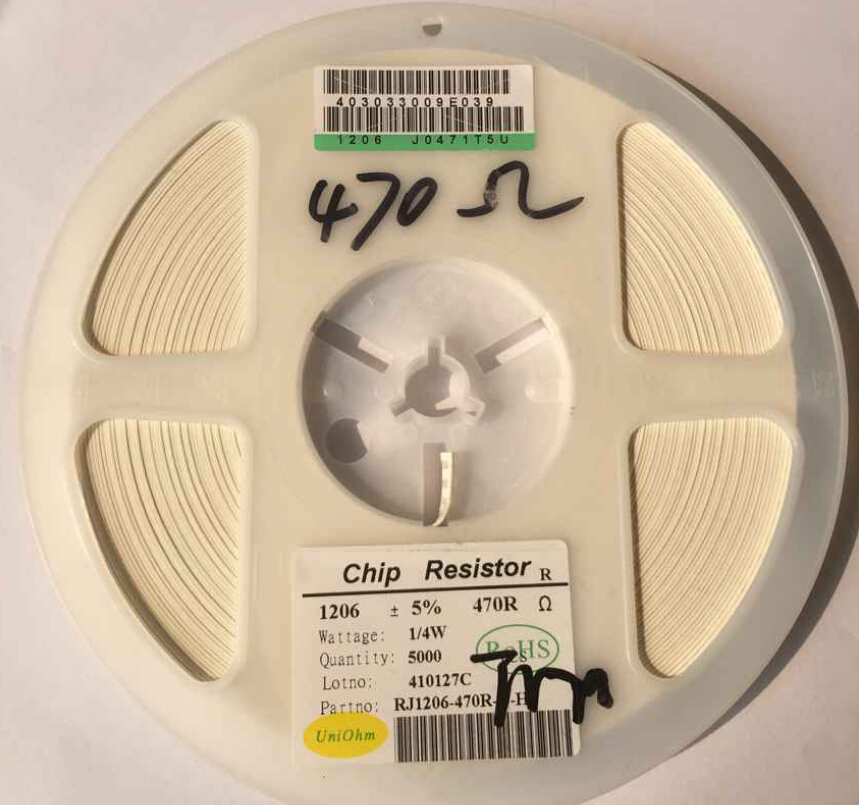 403033009E039
1206 J0471T5U
470 Ω
Chip Resistor R
1206 ± 5% 470R Ω
Wattage: 1/4W
Quantity: 5000
RoHS
Lotno: 410127C
Partno: RJ1206-470R
UniOhm